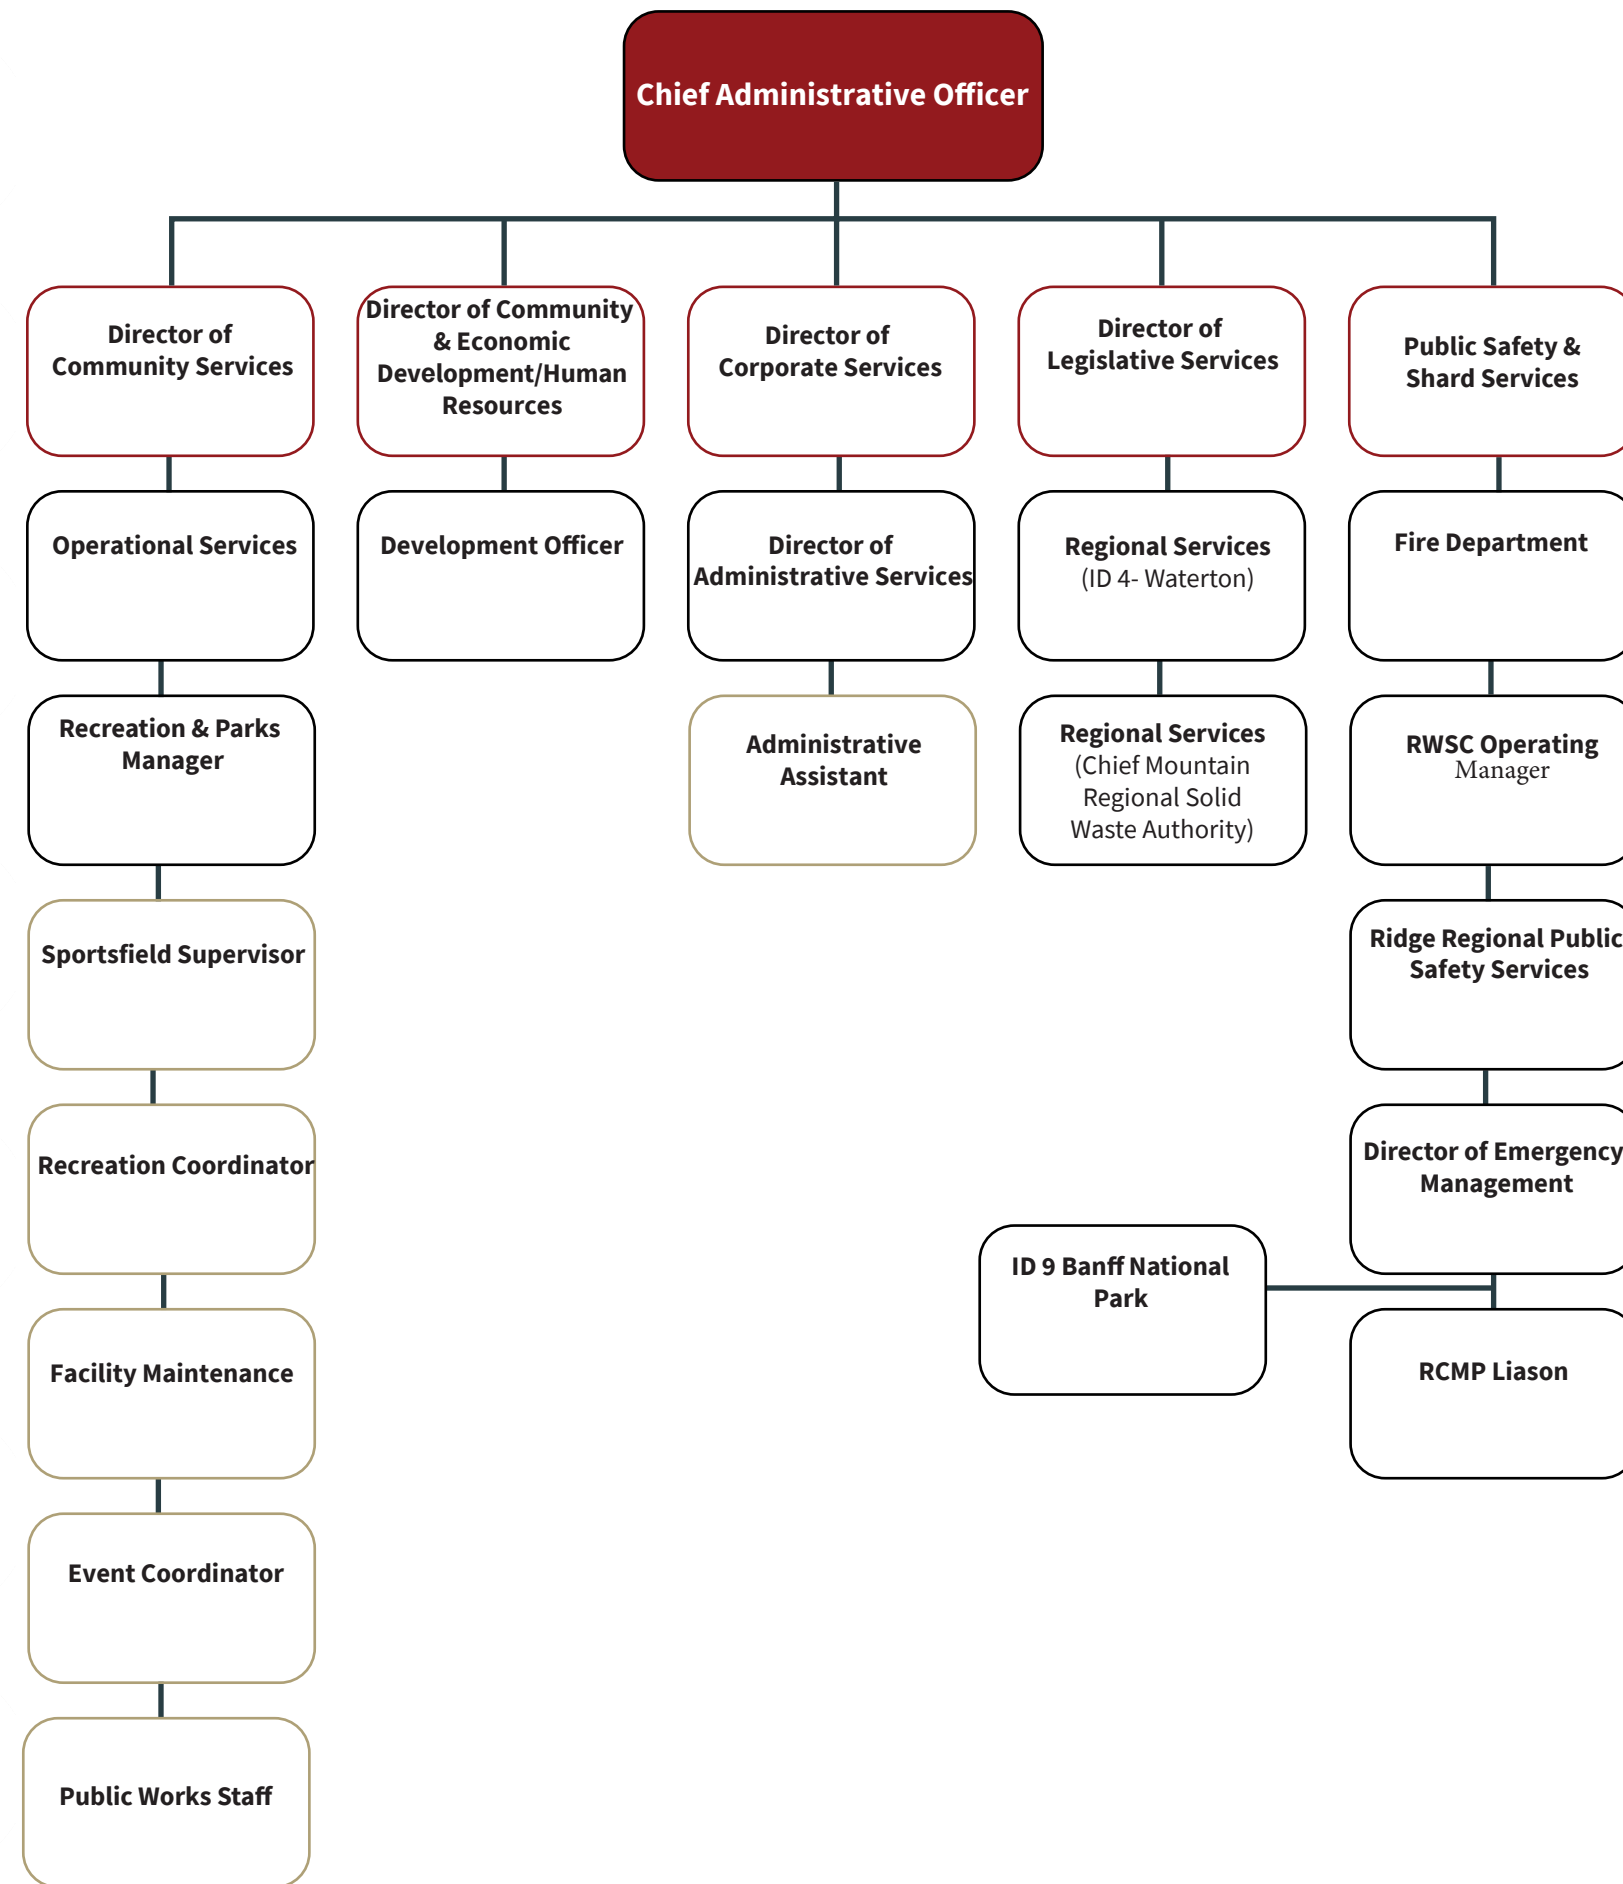 Chief Administrative Officer
Director of
Community Services
Director of Community
& Economic
Development/Human
Resources
Director of
Corporate Services
Director of
Legislative Services
Public Safety &
Shard Services
Operational Services
Development Officer
Director of
Administrative Services
Regional Services
(ID 4- Waterton)
Fire Department
Recreation & Parks
Manager
Administrative
Assistant
Regional Services
(Chief Mountain
Regional Solid
Waste Authority)
RWSC Operating
Manager
Sportsfield Supervisor
Ridge Regional Public
Safety Services
Recreation Coordinator
Director of Emergency
Management
ID 9 Banff National
Park
Facility Maintenance
RCMP Liason
Event Coordinator
Public Works Staff